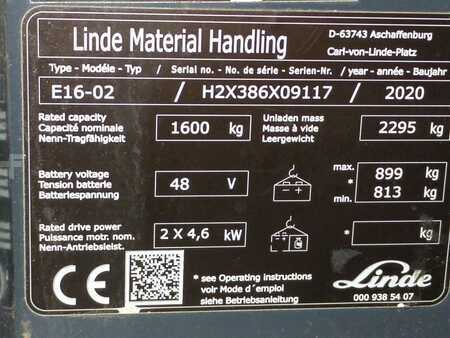 Linde Material Handling
D-63743 Aschaffenburg
Carl-von-Linde-Platz
Type - Modéle - Typ / Serial no. - No. de série - Serien-Nr. / year - année - Baujahr
E16-02 / H2X386X09117 / 2020
Rated capacity
Capacité nominale
Nenn-Tragfähigkeit
1600 kg
Unladen mass
Masse à vide
Leergewicht
2295 kg
Battery voltage
Tension batterie
Batteriespannung
48 V
max. 899 kg
*
min. 813 kg
Rated drive power
Puissance motr. nom.
Nenn-Antriebsleist.
2 X 4,6 kW
* kg
CE
* see Operating instructions
voir Mode d´emploi
siehe Betriebsanleitung
Linde
000 938 54 07